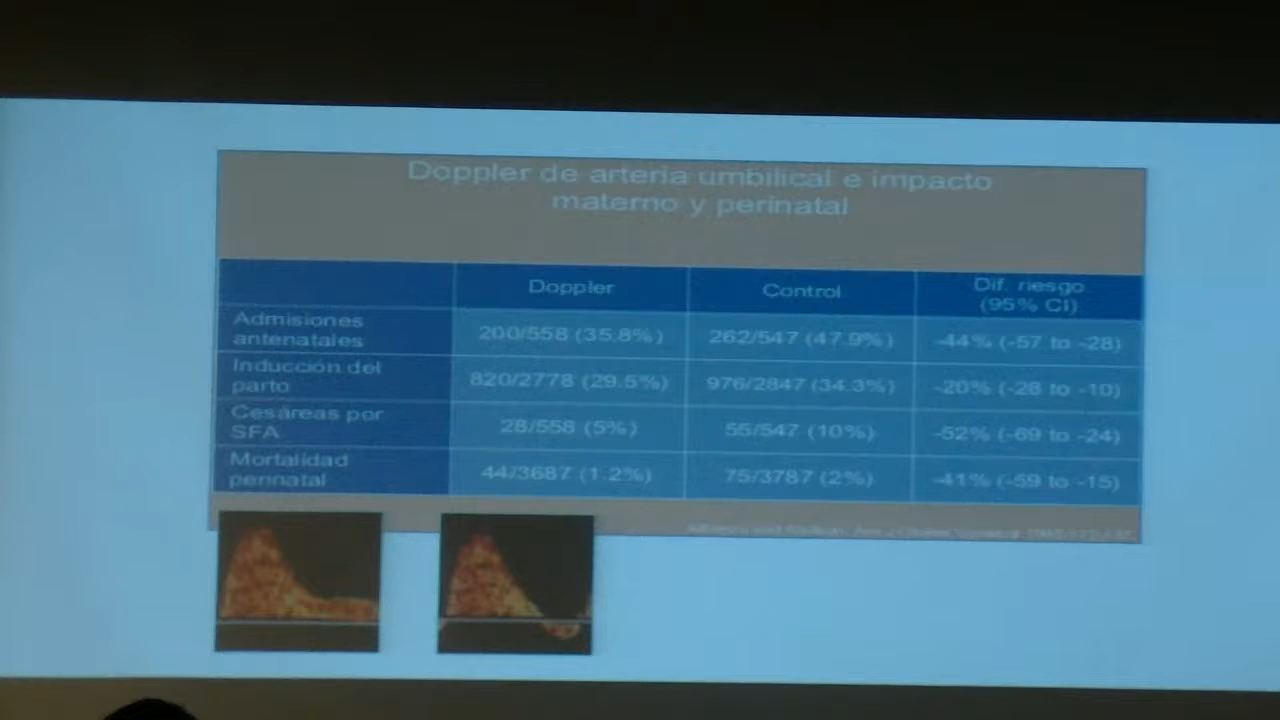 Doppler de arteria umbilical e impacto
materno y perinatal
Doppler
Control
Dif. riesgo
(95% CI)
Admisiones
antenatales
200/558 (35.8%)
262/547 (47.9%)
-44% (-57 to -28)
Inducción del
parto
820/2778 (29.5%)
976/2847 (34.3%)
-20% (-28 to -10)
Cesáreas por
SFA
28/558 (5%)
55/547 (10%)
-52% (-69 to -24)
Mortalidad
perinnatal
44/3687 (1.2%)
75/3787 (2%)
-41% (-59 to -15)